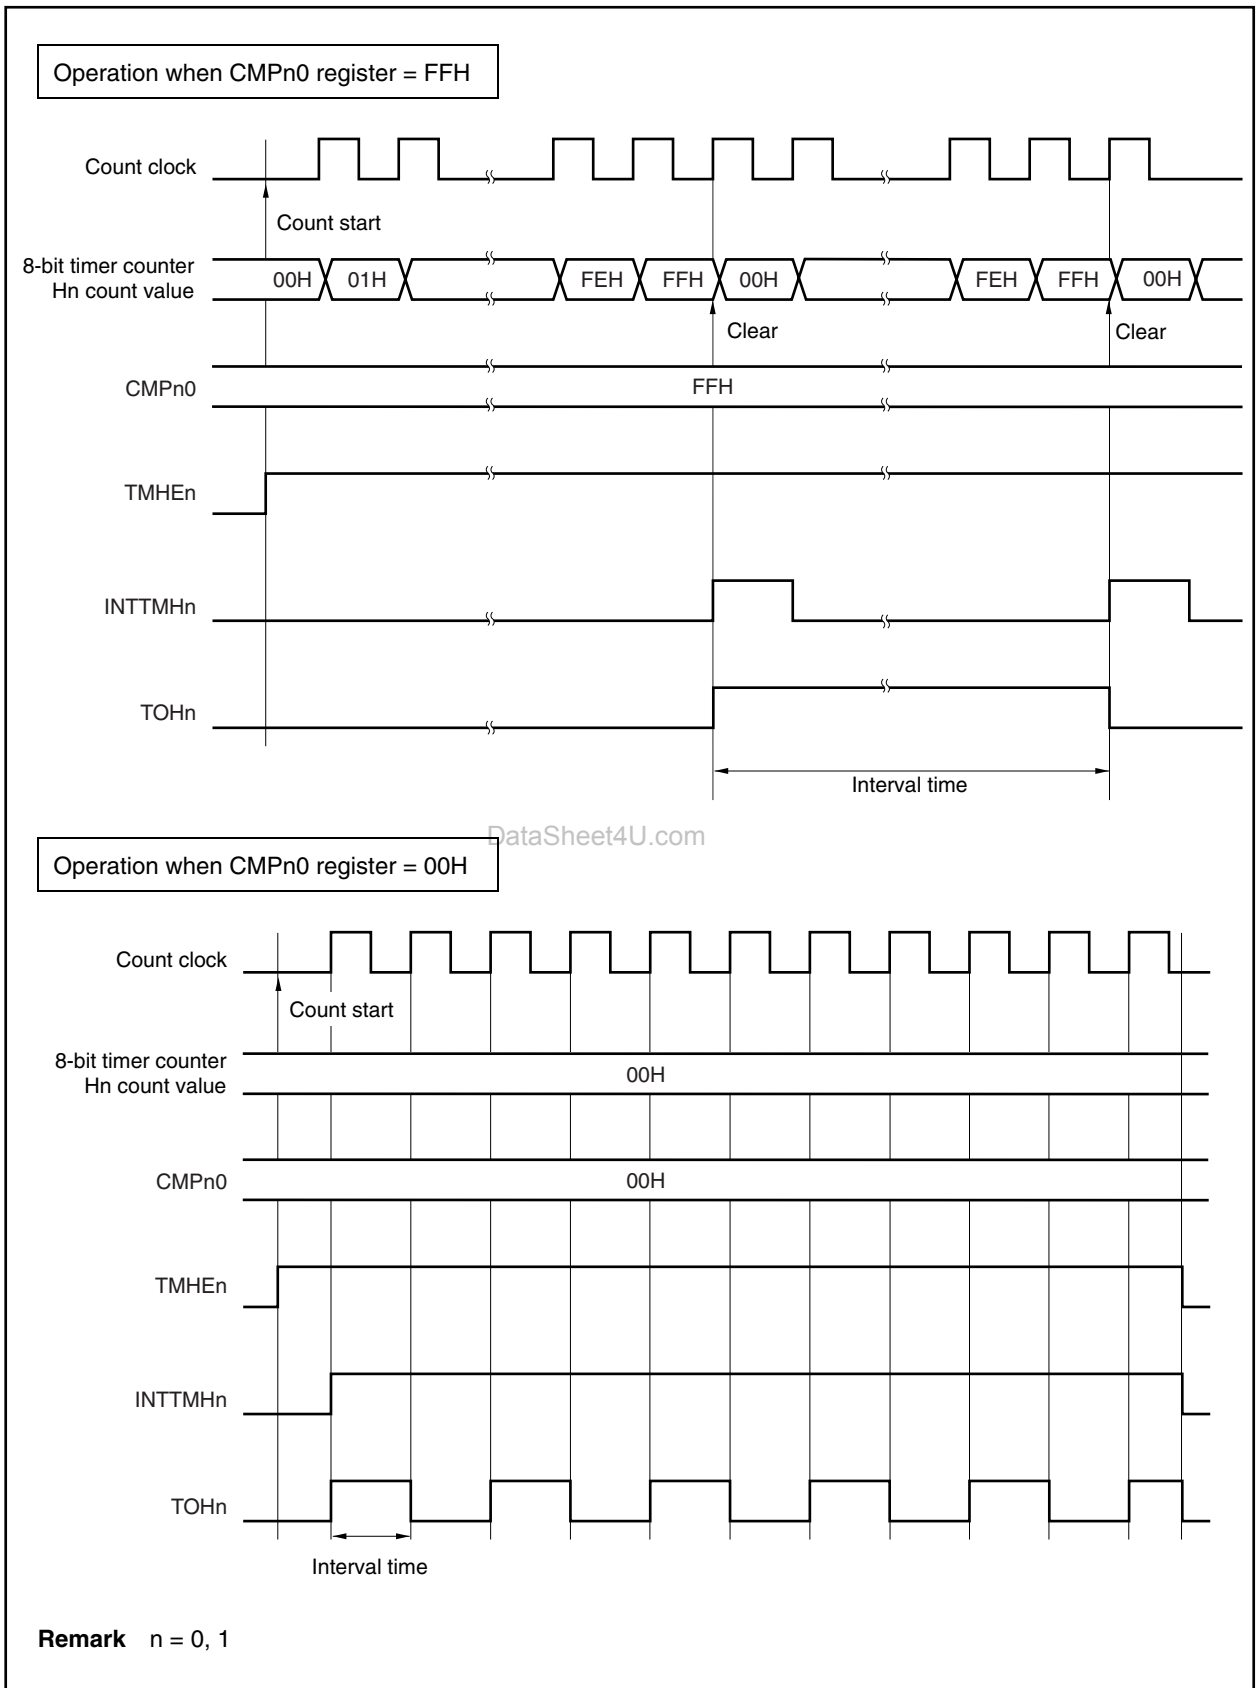 Operation when CMPn0 register = FFH
Count clock
Count start
8-bit timer counter
Hn count value
00H 01H FEH FFH 00H FEH FFH 00H
Clear Clear
CMPn0 FFH
TMHEn
INTTMHn
TOHn
Interval time
DataSheet4U.com
Operation when CMPn0 register = 00H
Count clock
Count start
8-bit timer counter
Hn count value
00H
CMPn0 00H
TMHEn
INTTMHn
TOHn
Interval time
Remark n = 0, 1